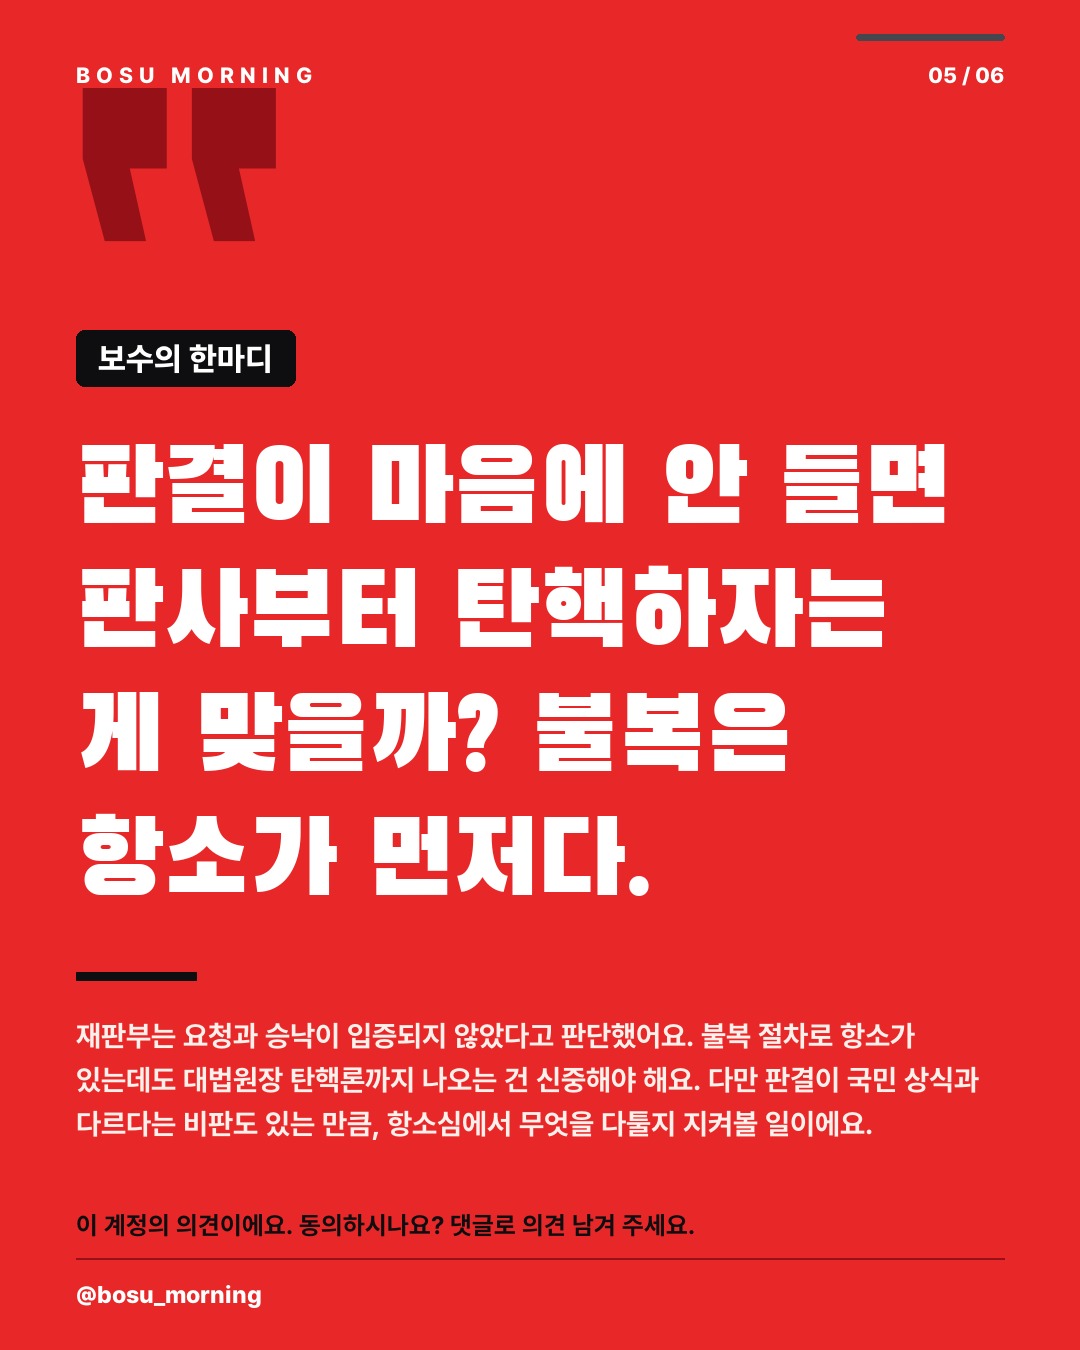 BOSU MORNING
05 / 06
보수의 한마디
판결이 마음에 안 들면
판사부터 탄핵하자는
게 맞을까? 불복은
항소가 먼저다.
재판부는 요청과 승낙이 입증되지 않았다고 판단했어요. 불복 절차로 항소가
있는데도 대법원장 탄핵론까지 나오는 건 신중해야 해요. 다만 판결이 국민 상식과
다르다는 비판도 있는 만큼, 항소심에서 무엇을 다툴지 지켜볼 일이에요.
이 계정의 의견이에요. 동의하시나요? 댓글로 의견 남겨 주세요.
@bosu_morning